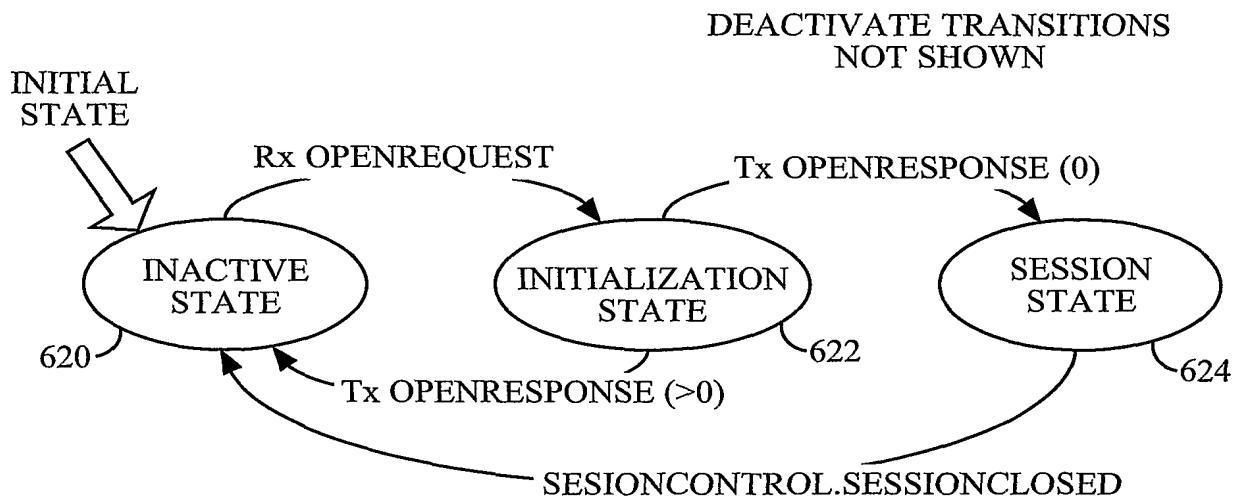 DEACTIVATE TRANSITIONS
NOT SHOWN
INITIAL
STATE
Rx OPENREQUEST
Tx OPENRESPONSE (0)
INACTIVE
STATE
INITIALIZATION
STATE
SESSION
STATE
620
622
624
Tx OPENRESPONSE (>0)
SESIONCONTROL.SESSIONCLOSED